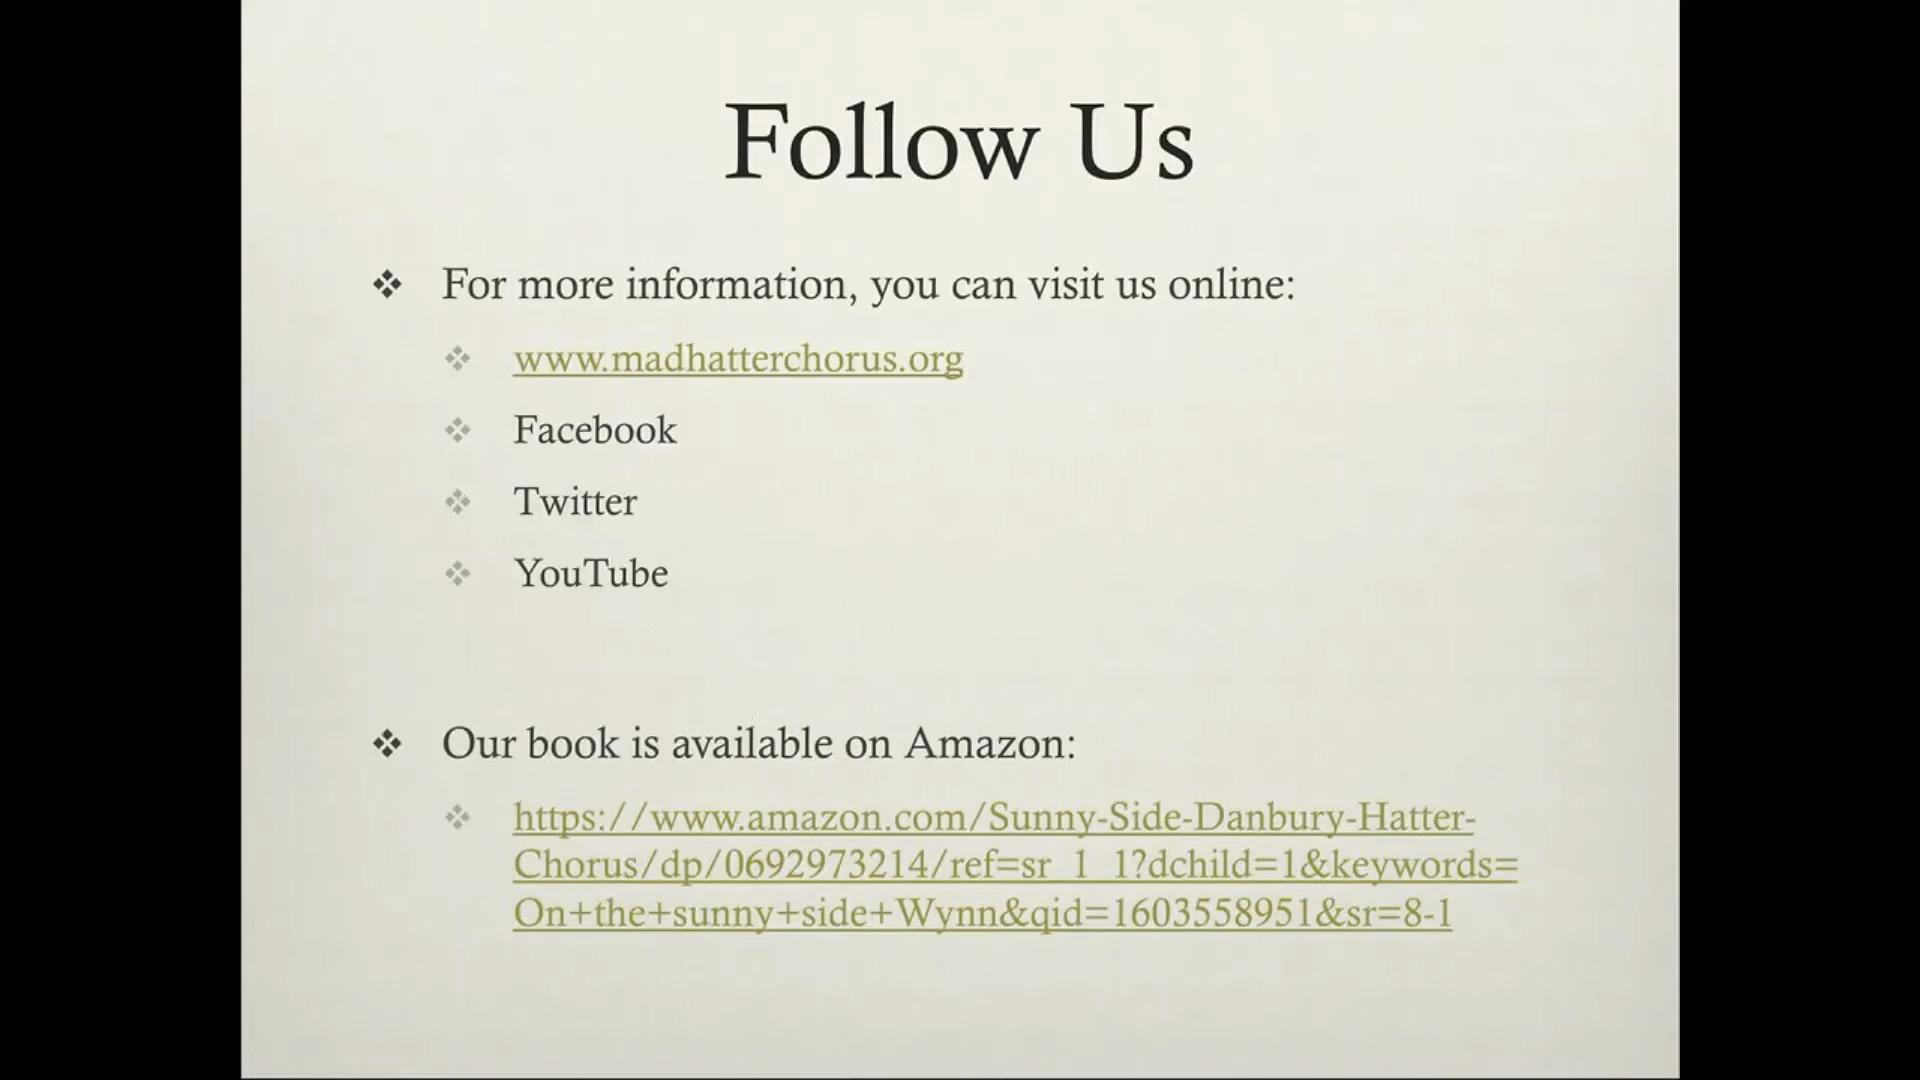 Follow Us
For more information, you can visit us online:
www.madhatterchorus.org
Facebook
Twitter
YouTube
Our book is available on Amazon:
https://www.amazon.com/Sunny-Side-Danbury-Hatter-
Chorus/dp/0692973214/ref=sr_1_1?dchild=1&keywords=
On+the+sunny+side+Wynn&qid=1603558951&sr=8-1